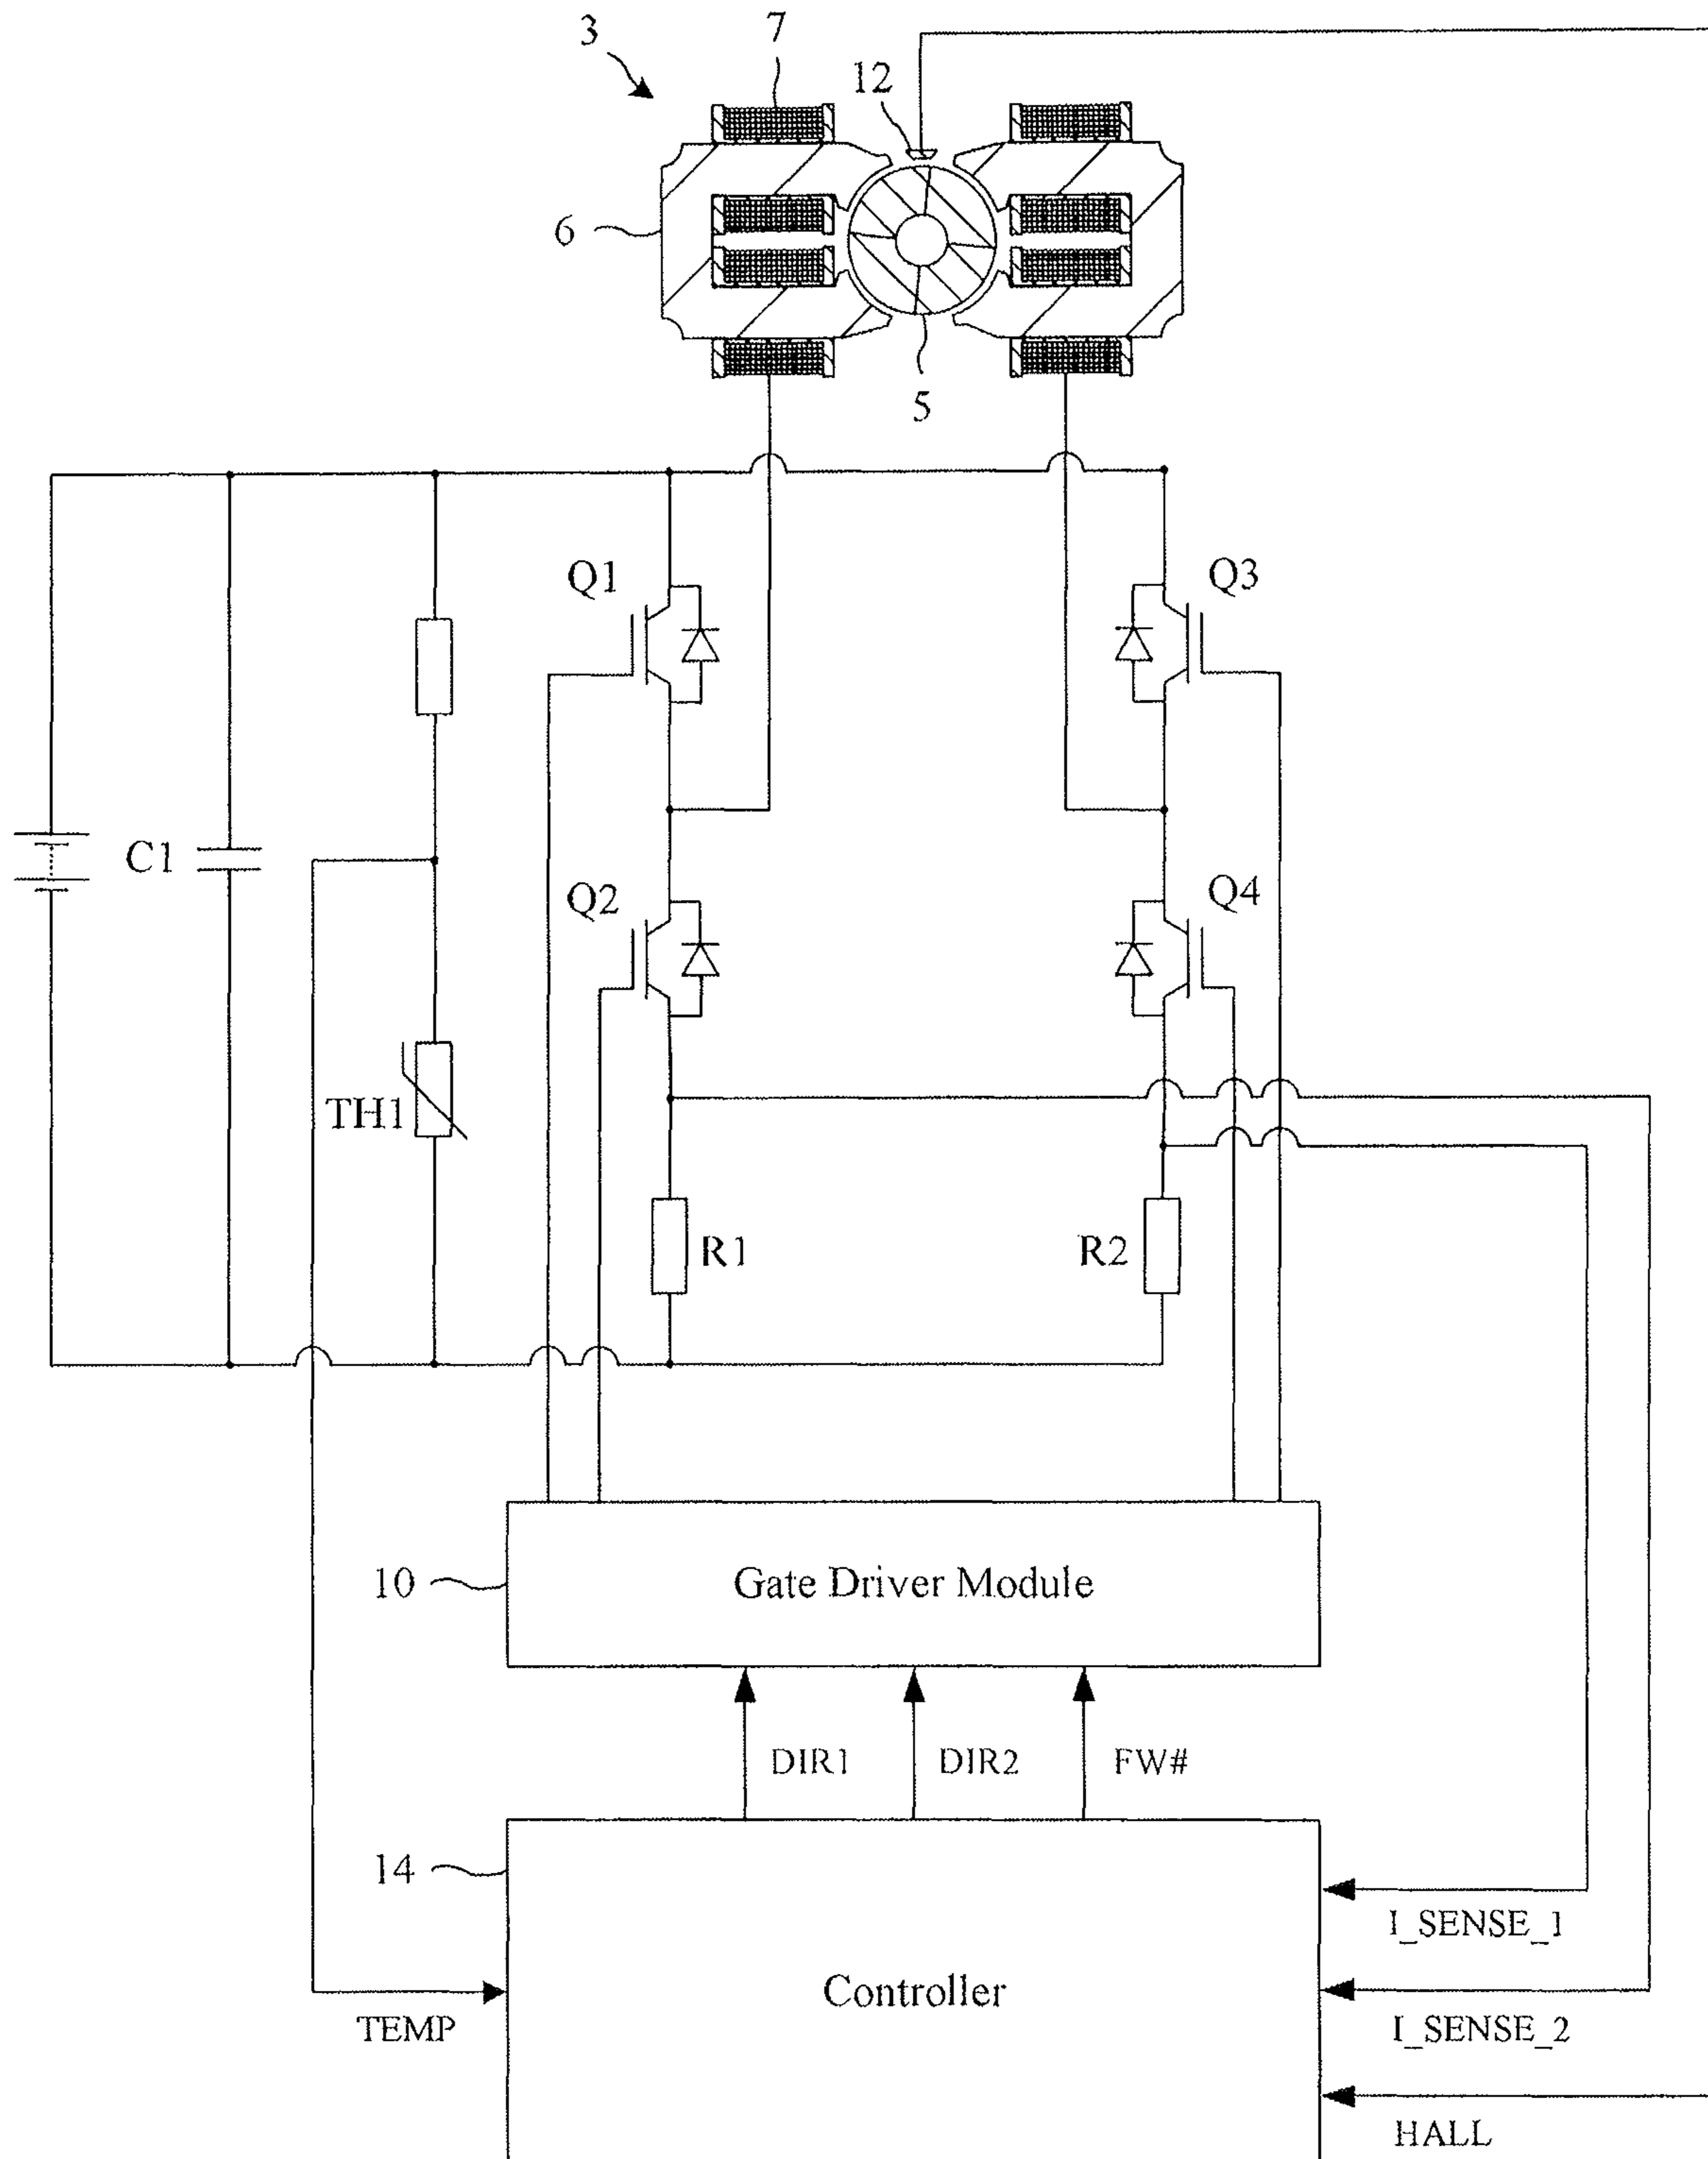 3
7
12
6
5
Q1
Q3
C1
Q2
Q4
TH1
R1
R2
10
Gate Driver Module
DIR1
DIR2
FW#
14
I_SENSE_1
Controller
TEMP
I_SENSE_2
HALL